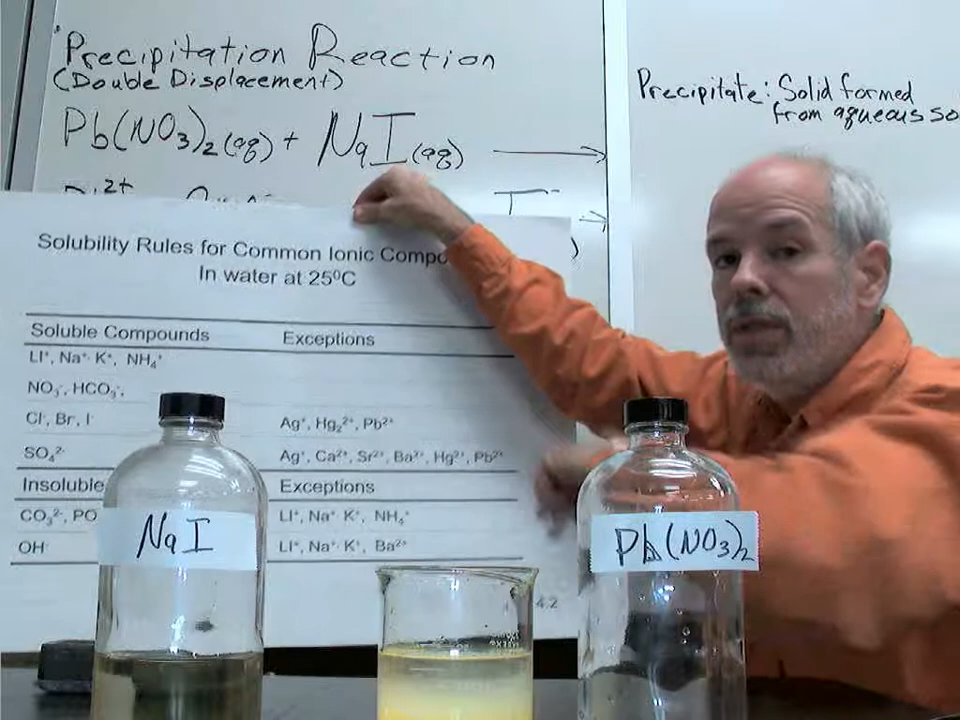 Precipitation Reaction
(Double Displacement)
Pb(NO₃)₂(aq) + NaI(aq) ⟶
Precipitate: Solid formed
from aqueous
Solubility Rules for Common Ionic
In water at 25⁰C
Soluble Compounds Exceptions
LI⁺, Na⁺ K⁺, NH₄⁺
NO₃⁻, HCO₃⁻,
Cl⁻, Br, I⁻ Ag⁺, Hg₂²⁺, Pb²⁺
SO₄²⁻ Ag⁺, Ca²⁺, Sr²⁺, Ba²⁺, Hg²⁺, Pb²⁺
Insoluble Exceptions
CO₃²⁻, PO LI⁺, Na⁺ K⁺, NH₄⁺
OH⁻ LI⁺, Na⁺ K⁺, Ba²⁺
4.2
NaI
Pb(NO₃)₂